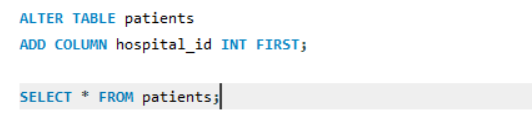 ALTER TABLE patients
ADD COLUMN hospital_id INT FIRST;
SELECT * FROM patients;